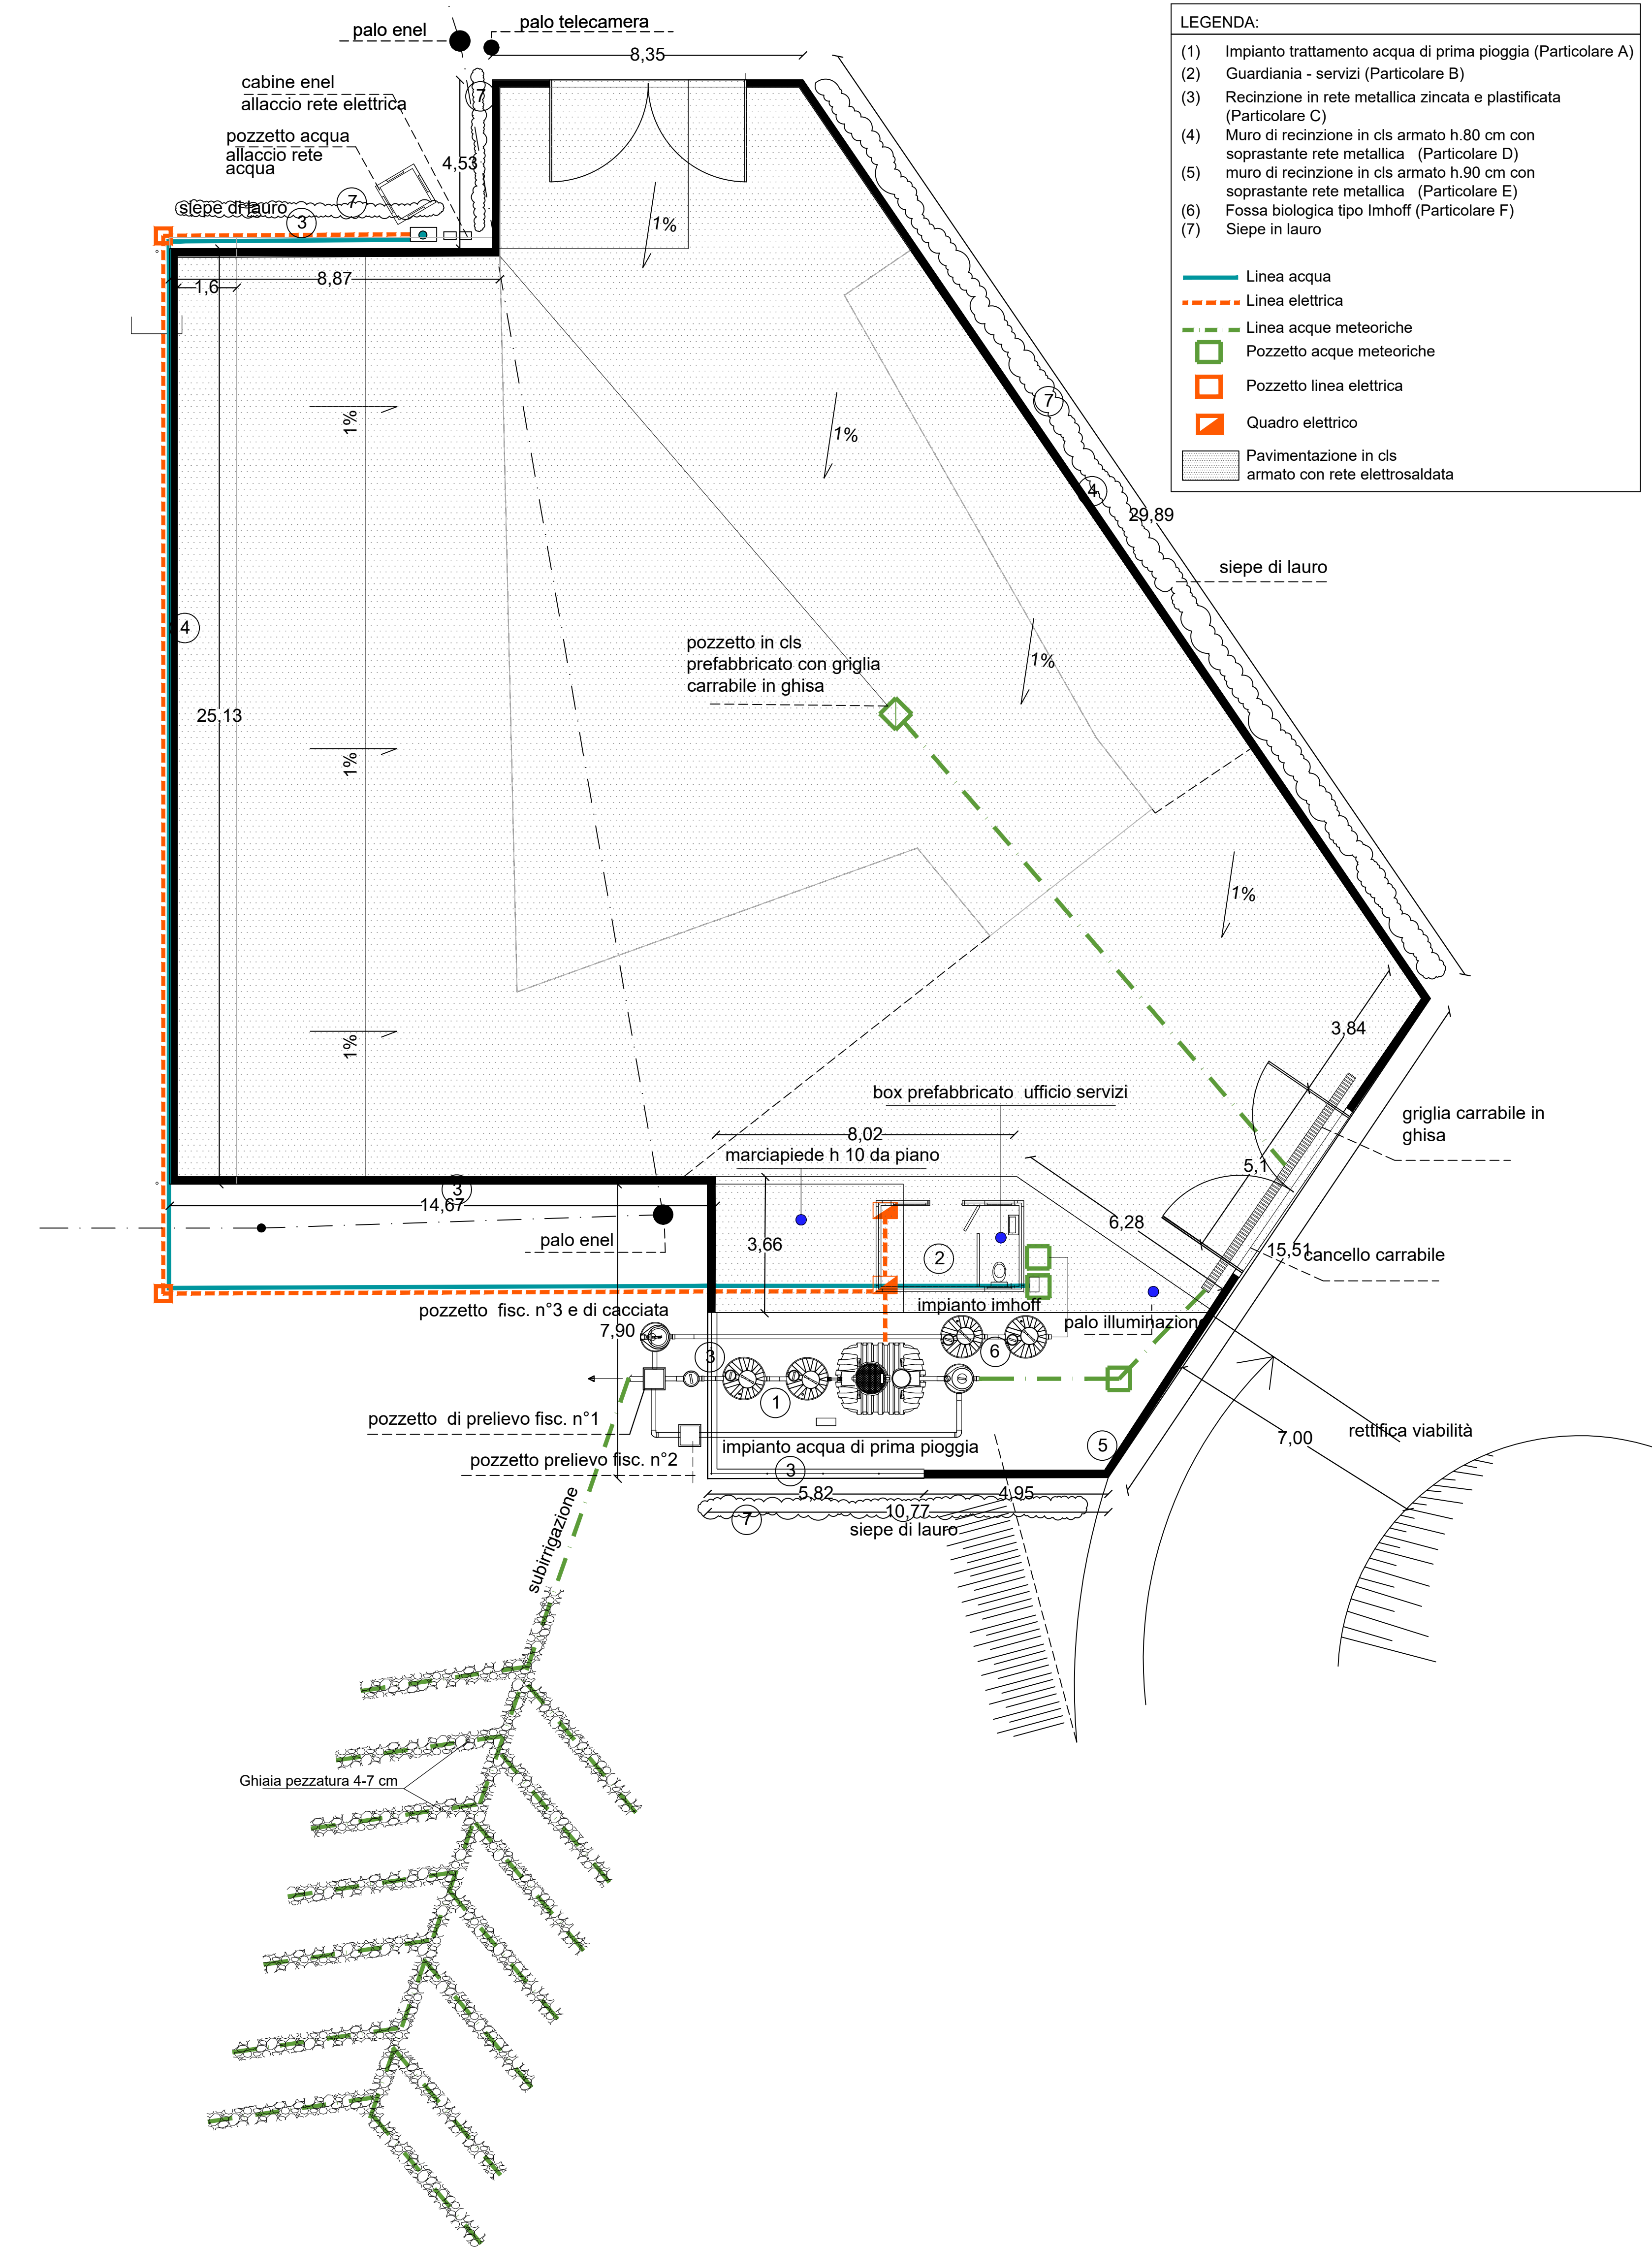 palo enel
palo telecamera
8,35
cabine enel
allaccio rete elettrica
7
pozzetto acqua
allaccio rete
acqua
4,53
7
siepe di lauro
3
1%
8,87
1,6
LEGENDA:
(1) Impianto trattamento acqua di prima pioggia (Particolare A)
(2) Guardiania - servizi (Particolare B)
(3) Recinzione in rete metallica zincata e plastificata
(Particolare C)
(4) Muro di recinzione in cls armato h.80 cm con
soprastante rete metallica (Particolare D)
(5) muro di recinzione in cls armato h.90 cm con
soprastante rete metallica (Particolare E)
(6) Fossa biologica tipo Imhoff (Particolare F)
(7) Siepe in lauro
Linea acqua
Linea elettrica
Linea acque meteoriche
Pozzetto acque meteoriche
Pozzetto linea elettrica
Quadro elettrico
Pavimentazione in cls
armato con rete elettrosaldata
7
1%
1%
4
29,89
siepe di lauro
4
pozzetto in cls
prefabbricato con griglia
carrabile in ghisa
1%
25,13
1%
1%
1%
3,84
box prefabbricato ufficio servizi
griglia carrabile in
ghisa
8,02
marciapiede h 10 da piano
5,1
3
14,67
6,28
palo enel
3,66
2
15,51
cancello carrabile
impianto imhoff
pozzetto fisc. n°3 e di cacciata
palo illuminazione
7,90
3
6
1
pozzetto di prelievo fisc. n°1
rettifica viabilità
7,00
5
impianto acqua di prima pioggia
pozzetto prelievo fisc. n°2
3
5,82
4,95
10,77
7
siepe di lauro
subirrigazione
Ghiaia pezzatura 4-7 cm